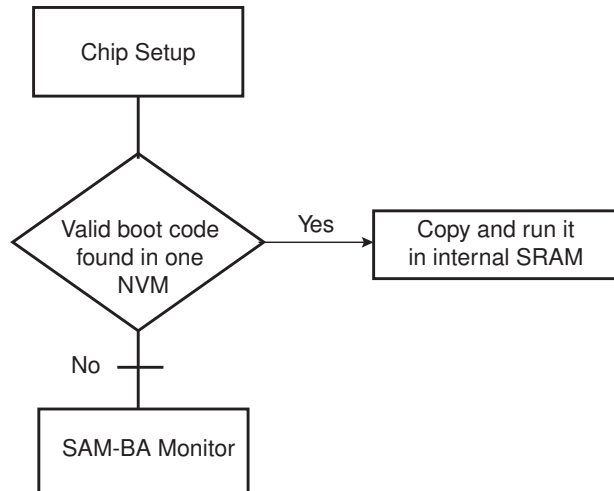 Chip Setup
Valid boot code
found in one
NVM
Yes
Copy and run it
in internal SRAM
No
SAM-BA Monitor